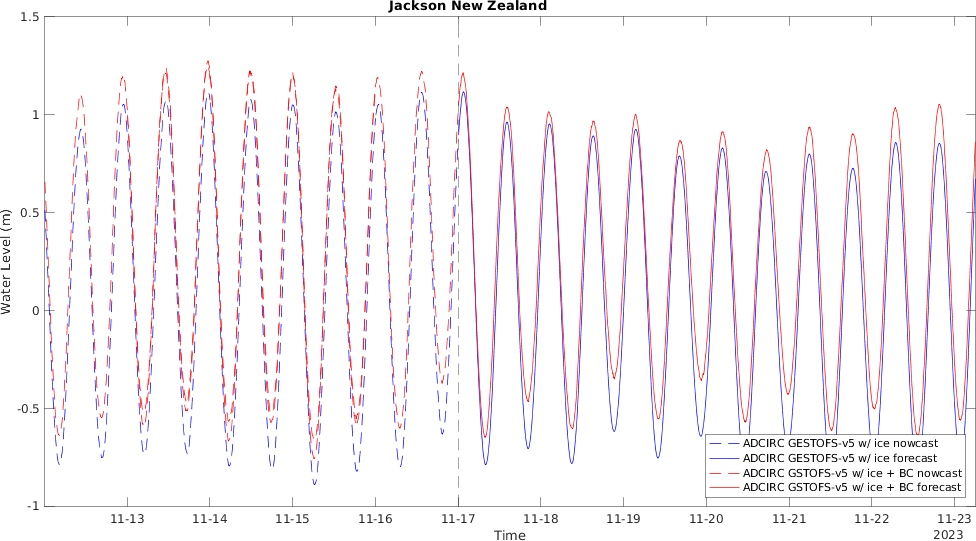 Jackson New Zealand
1.5
1
0.5
0
-0.5
-1
Water Level (m)
11-13
11-14
11-15
11-16
11-17
11-18
11-19
11-20
11-21
11-22
11-23
2023
Time
ADCIRC GESTOFS-v5 w/ ice nowcast
ADCIRC GESTOFS-v5 w/ ice forecast
ADCIRC GSTOFS-v5 w/ ice + BC nowcast
ADCIRC GSTOFS-v5 w/ ice + BC forecast